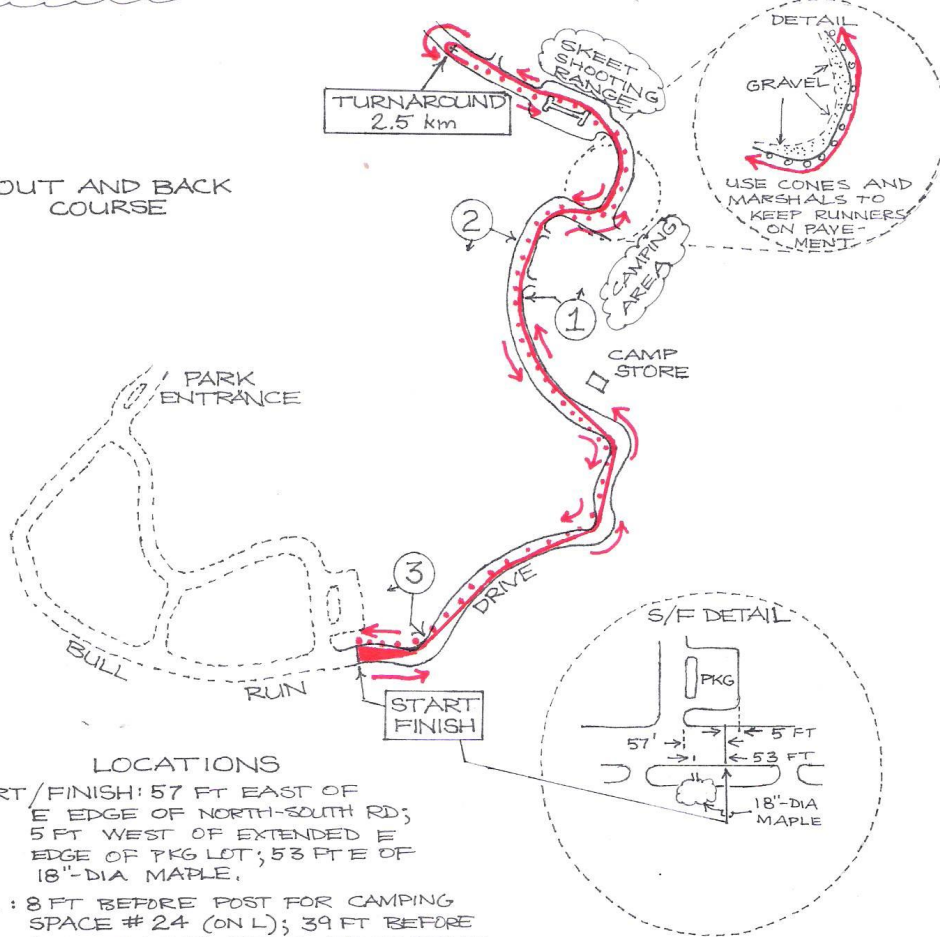 DETAIL
SKEET
SHOOTING
RANGE
GRAVEL
TURNAROUND
2.5 km
OUT AND BACK
COURSE
USE CONES AND
MARSHALS TO
KEEP RUNNERS
ON PAVE-
MENT
2
CAMPING
AREA
1
CAMP
STORE
PARK
ENTRANCE
3
DRIVE
S/F DETAIL
BULL
RUN
PKG
START
FINISH
5 FT
57'
53 FT
18"-DIA
MAPLE
LOCATIONS
RT/FINISH: 57 FT EAST OF
E EDGE OF NORTH-SOUTH RD;
5 FT WEST OF EXTENDED E
EDGE OF PKG LOT; 53 FT E OF
18"-DIA MAPLE.
: 8 FT BEFORE POST FOR CAMPING
SPACE # 24 (ON L); 39 FT BEFORE